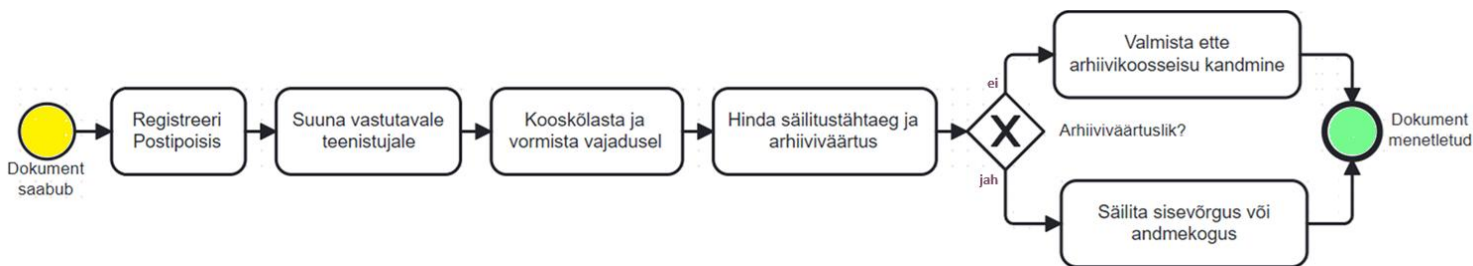 Dokument
saabub
Registreeri
Postipoisis
Suuna vastutavale
teenistujale
Kooskõlasta ja
vormista vajadusel
Hinda säilitustähtaeg ja
arhiiviväärtus
X
Arhiiviväärtuslik?
ei
Valmista ette
arhiivikoosseisu kandmine
jah
Säilita sisevõrgus või
andmekogus
Dokument
menetletud